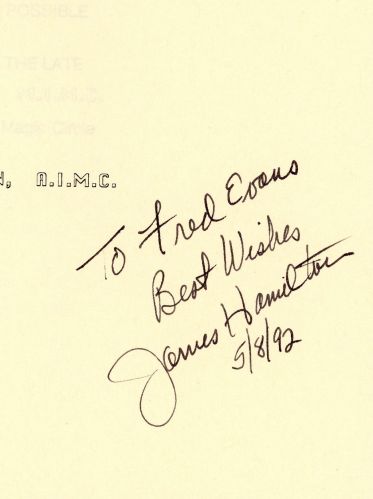 POSSIBLE
THE LATE
M.I.M.C.
Magic Circle
N, A.I.M.C.
To Fred Evans
Best Wishes
James Hamilton
5/8/92